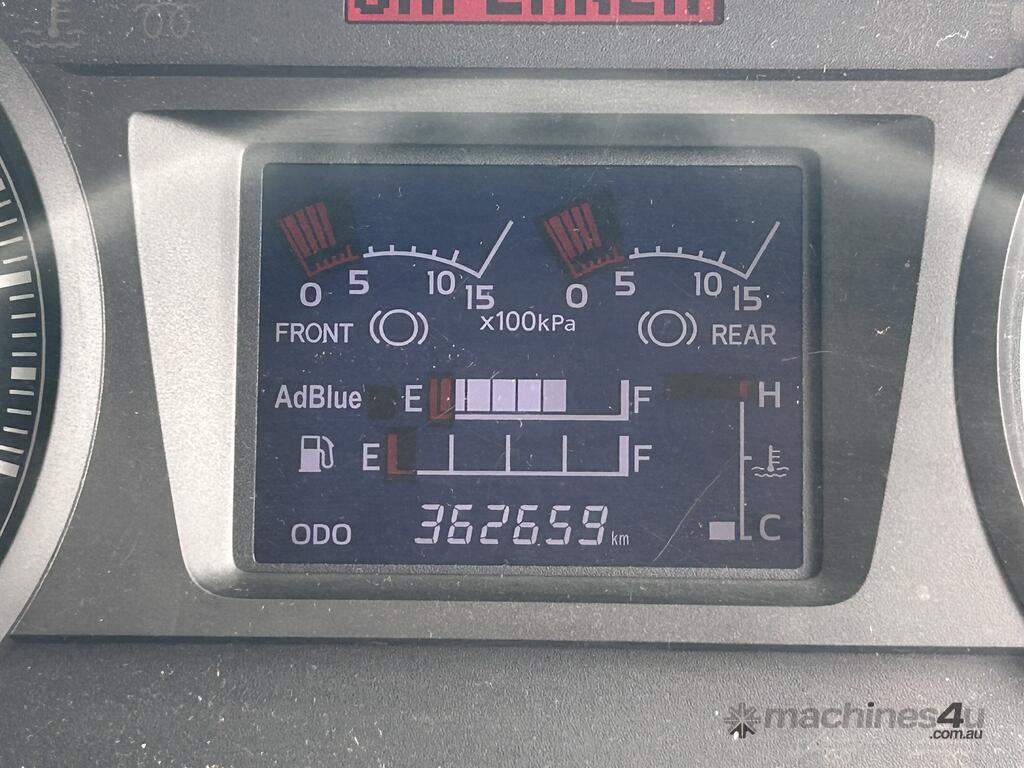 0 5 10 15 0 5 10 15
FRONT x100kPa REAR
AdBlue E F H
E F
ODO 362659 km C
machines4u
.com.au